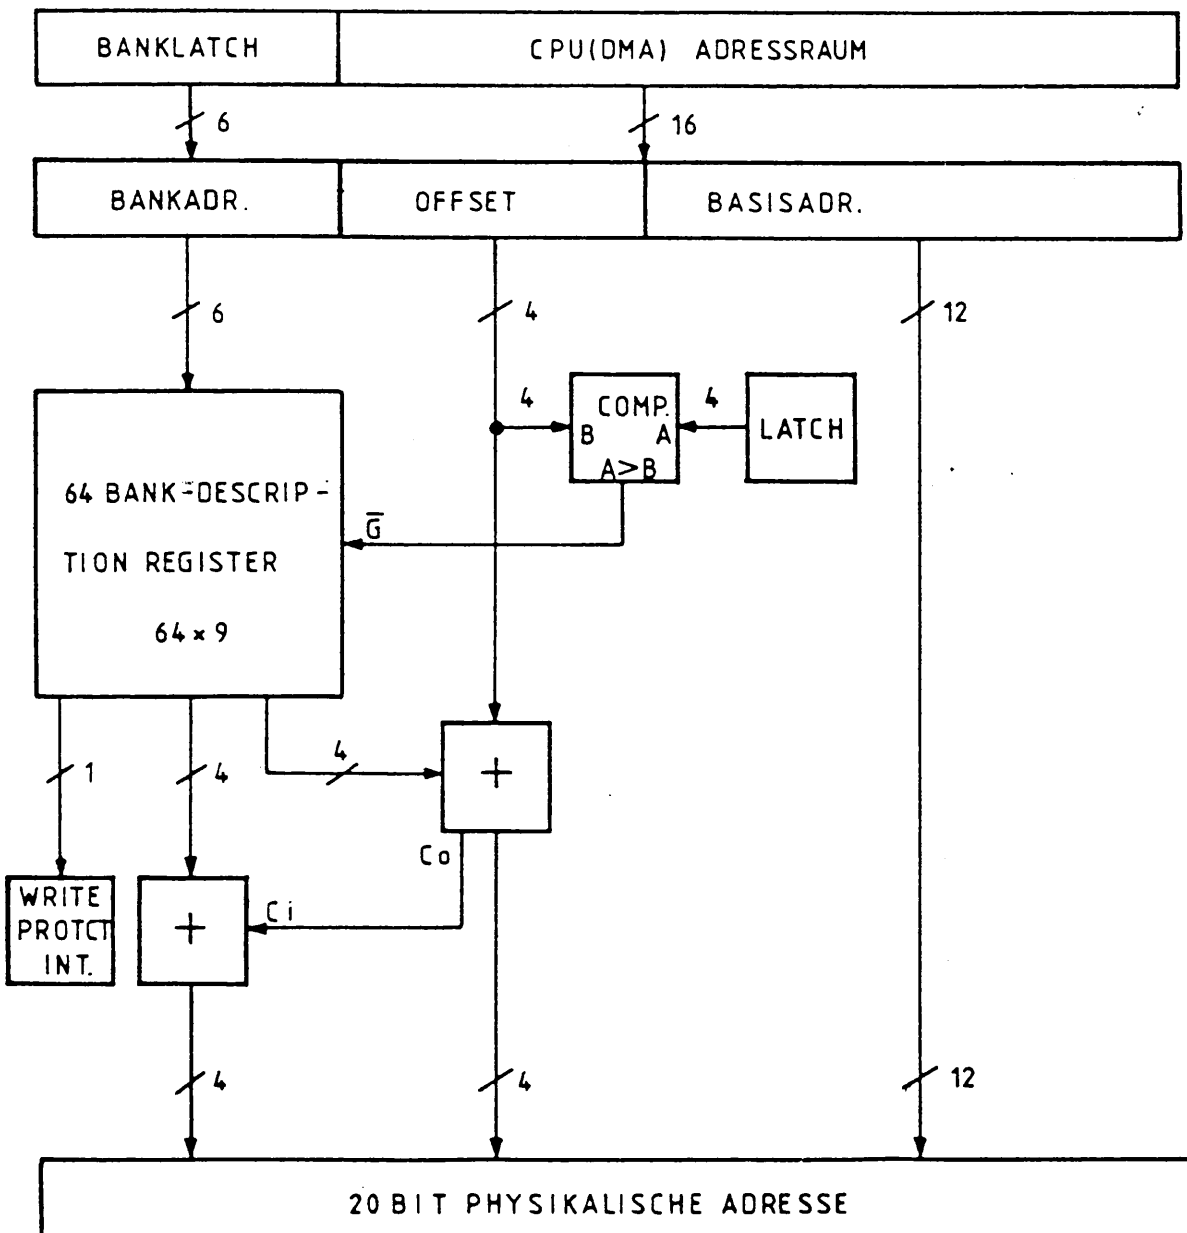 BANKLATCH
CPU(DMA) ADRESSRAUM
6
16
BANKADR.
OFFSET
BASISADR.
6
4
12
4
COMP.
4
B
A
LATCH
A>B
64 BANK-DESCRIP-
G̅
TION REGISTER
64 × 9
1
4
4
+
Co
WRITE
PROTCT
INT.
+
Ci
4
4
12
20 BIT PHYSIKALISCHE ADRESSE